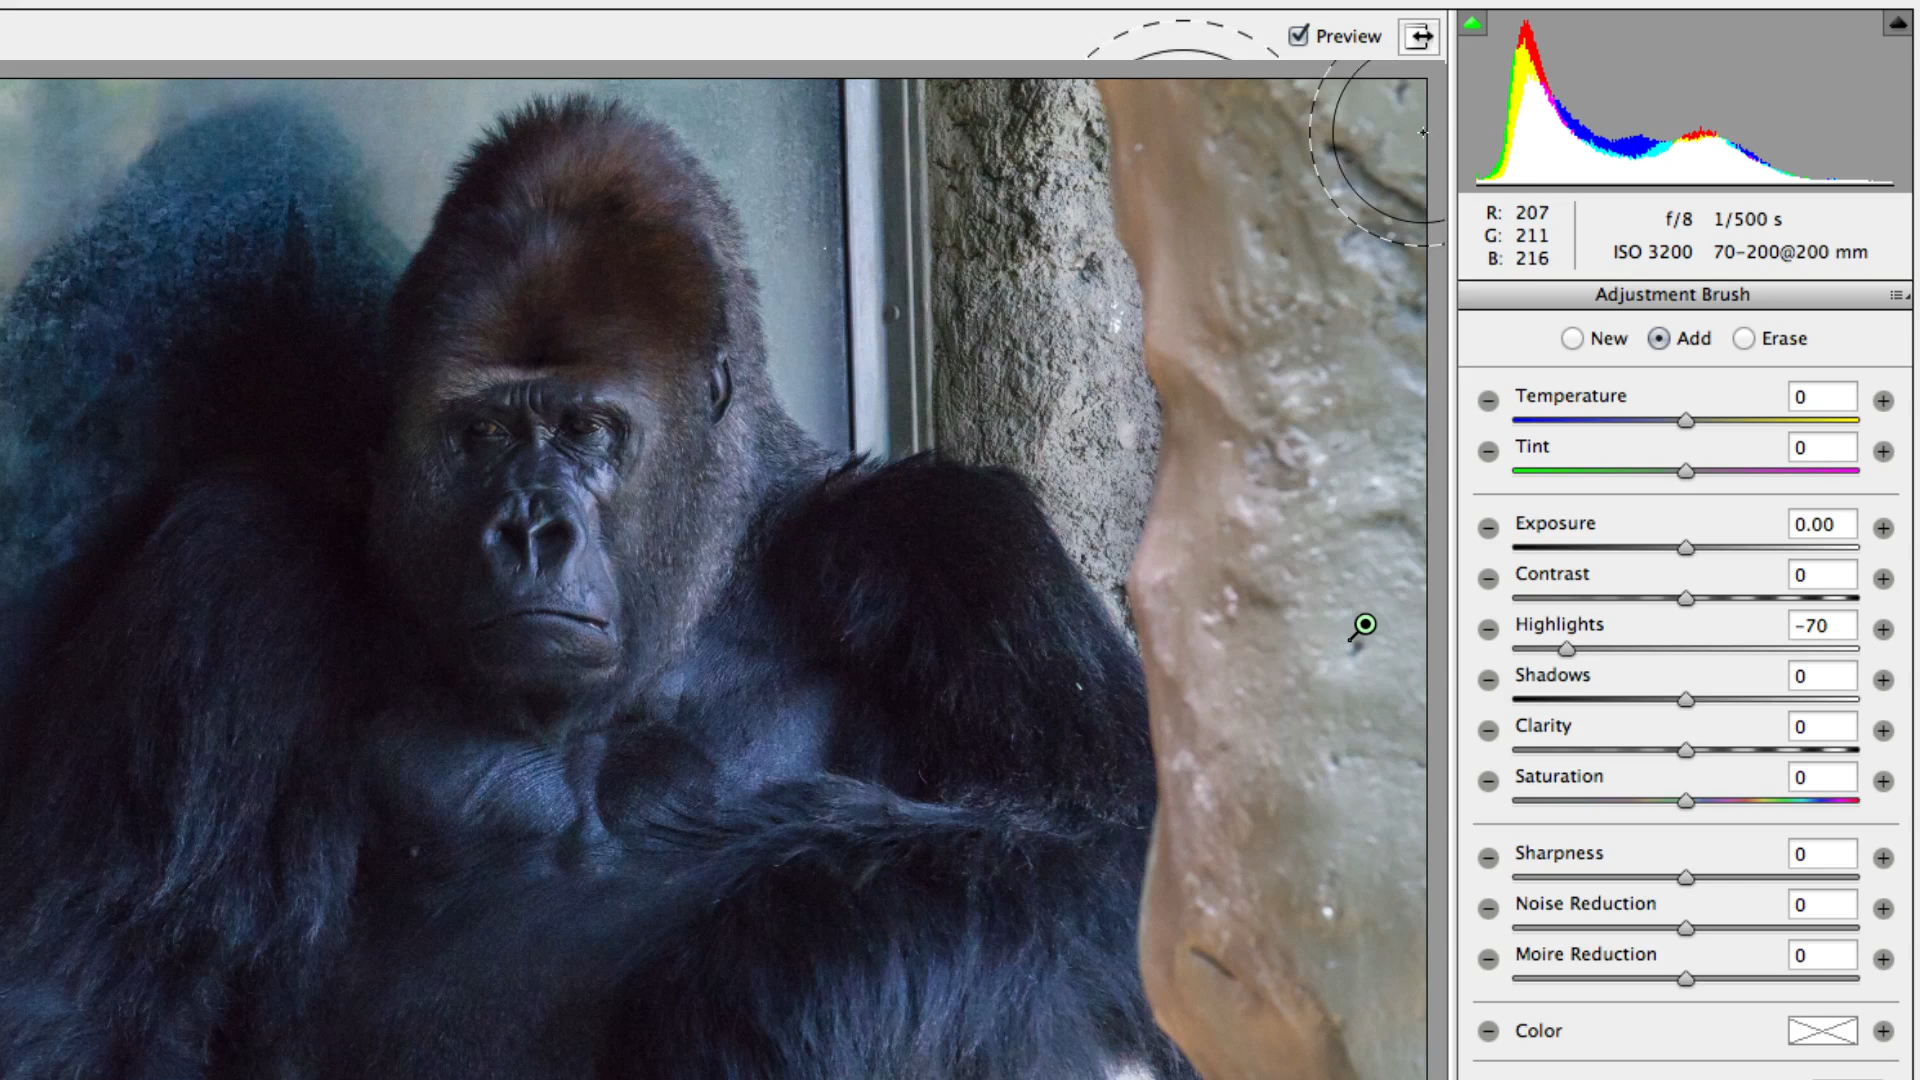 Preview
R: 207
G: 211
B: 216
f/8 1/500 s
ISO 3200 70-200@200 mm
Adjustment Brush
New Add Erase
Temperature 0
Tint 0
Exposure 0.00
Contrast 0
Highlights -70
Shadows 0
Clarity 0
Saturation 0
Sharpness 0
Noise Reduction 0
Moire Reduction 0
Color